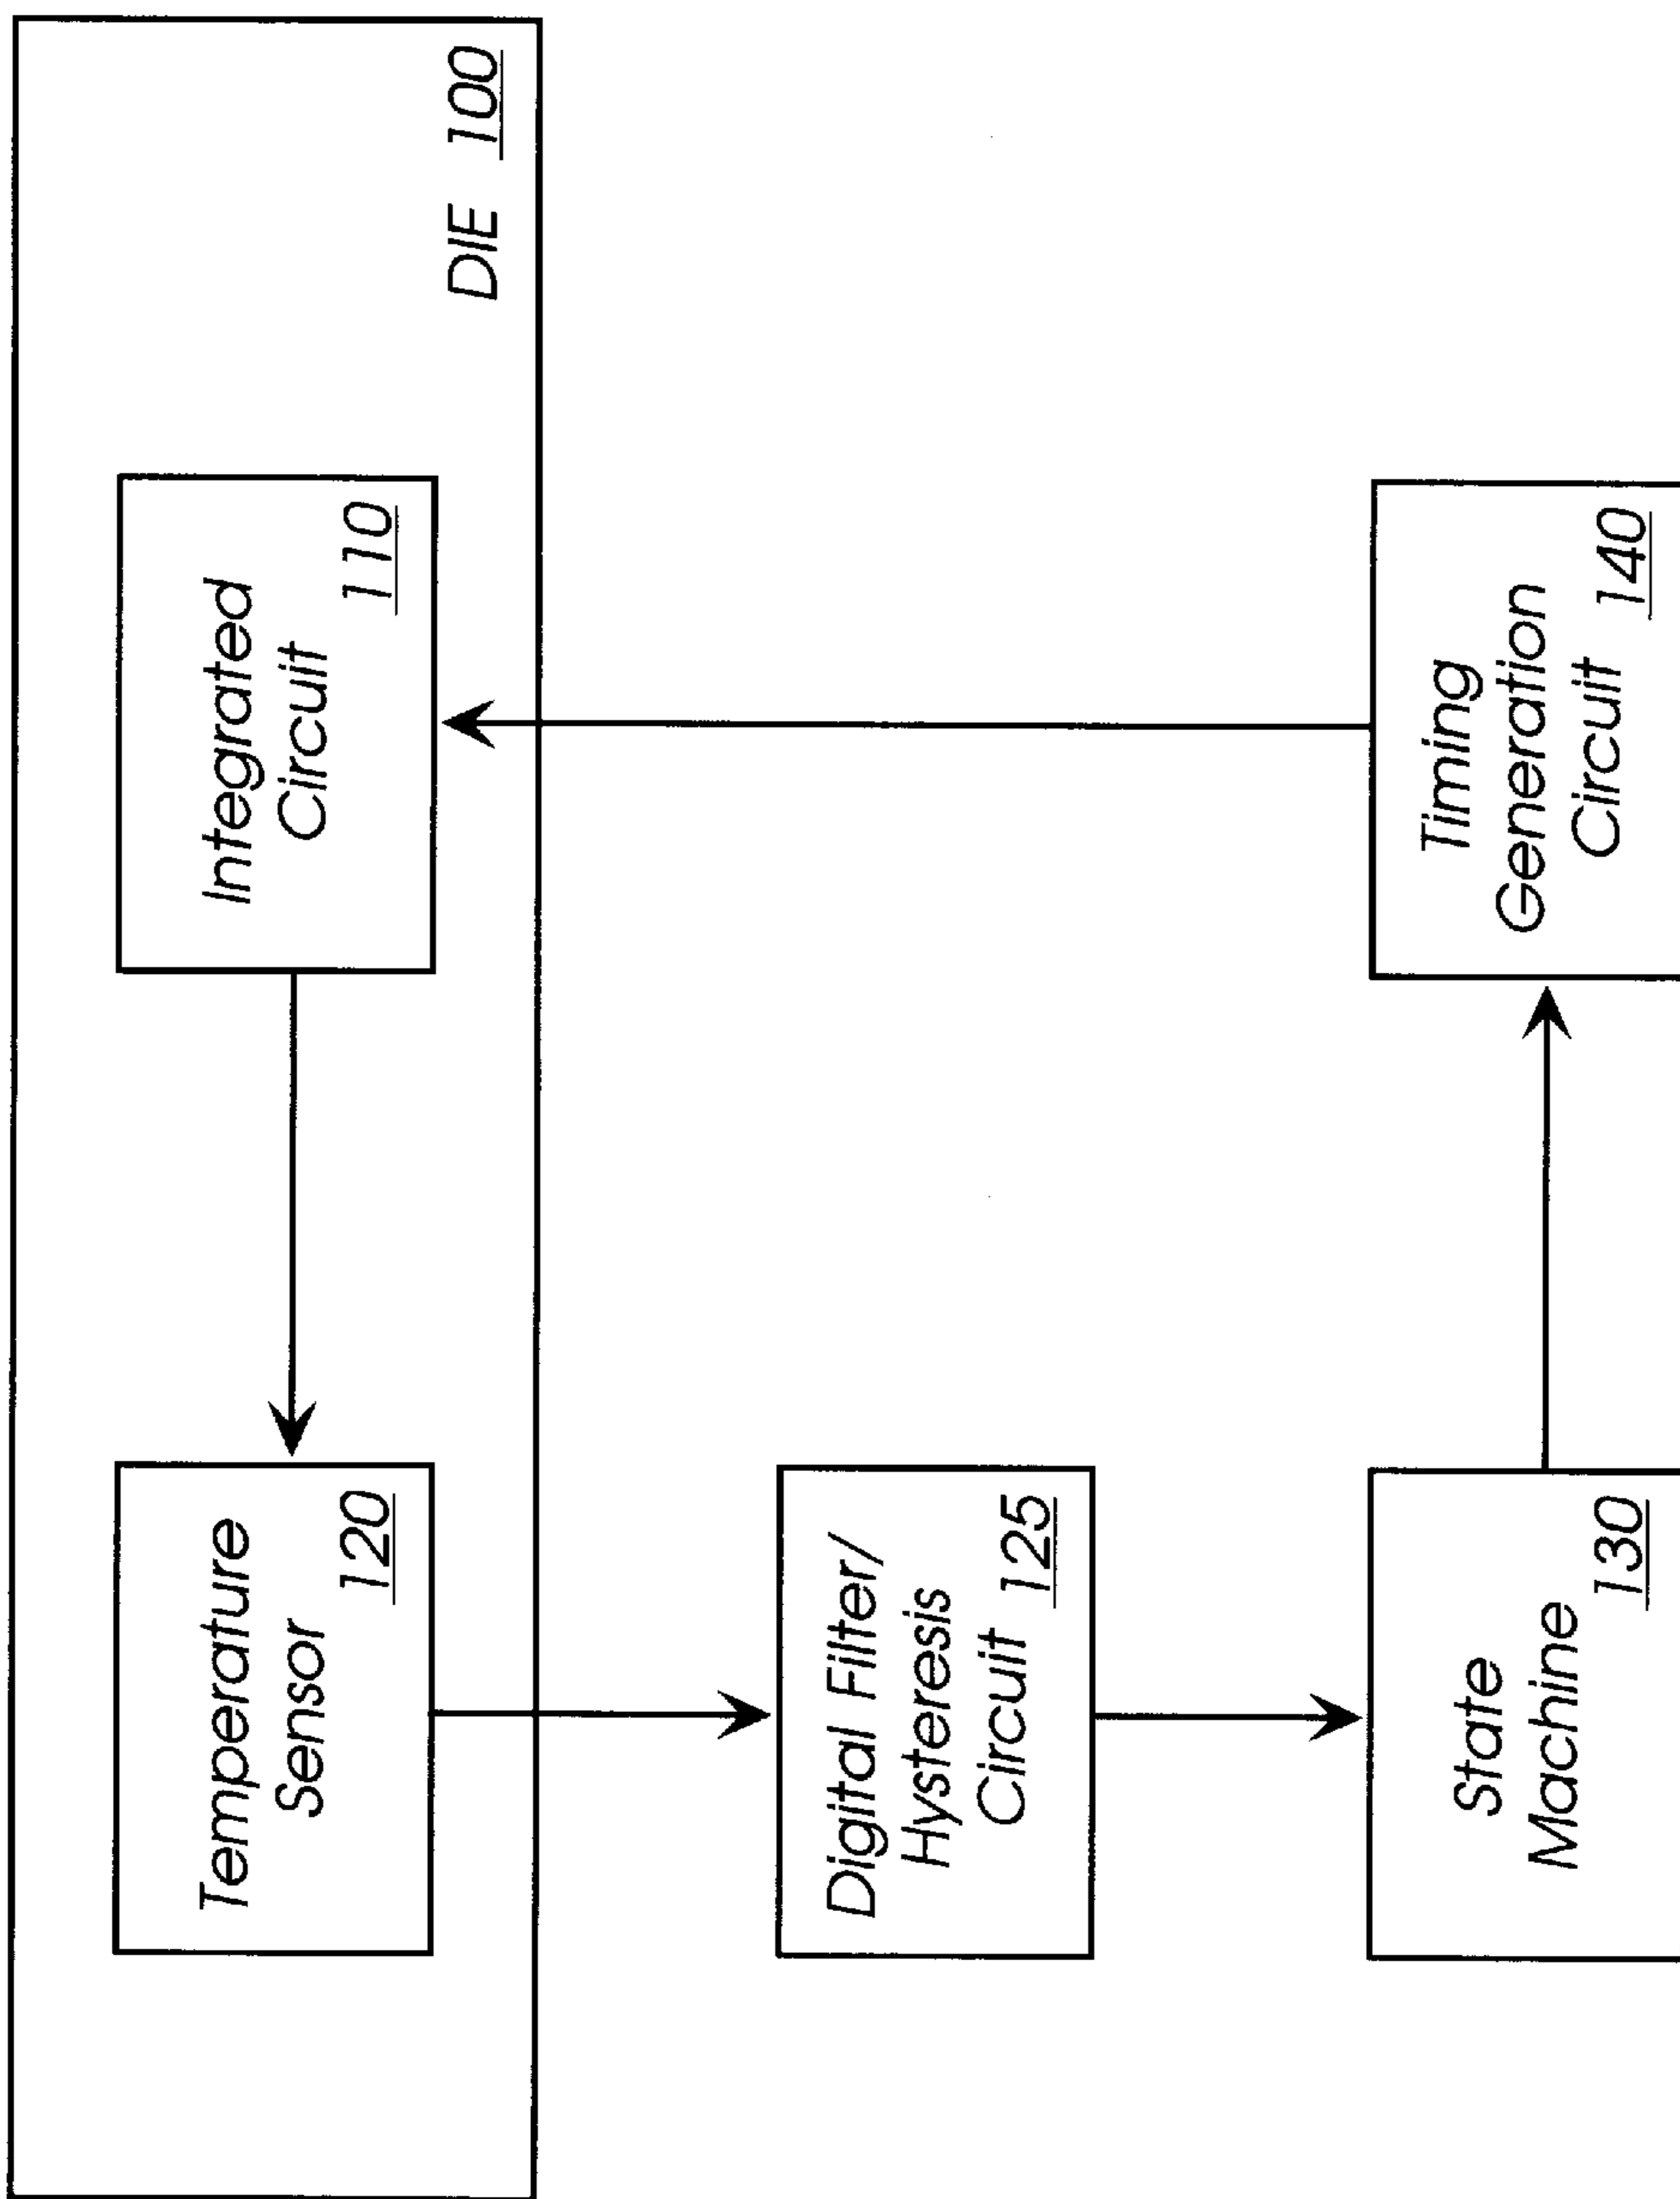 Temperature
Sensor
120
Integrated
Circuit
110
DIE 100
Digital Filter/
Hysteresis
Circuit
125
State
Machine
130
Timing
Generation
Circuit
140